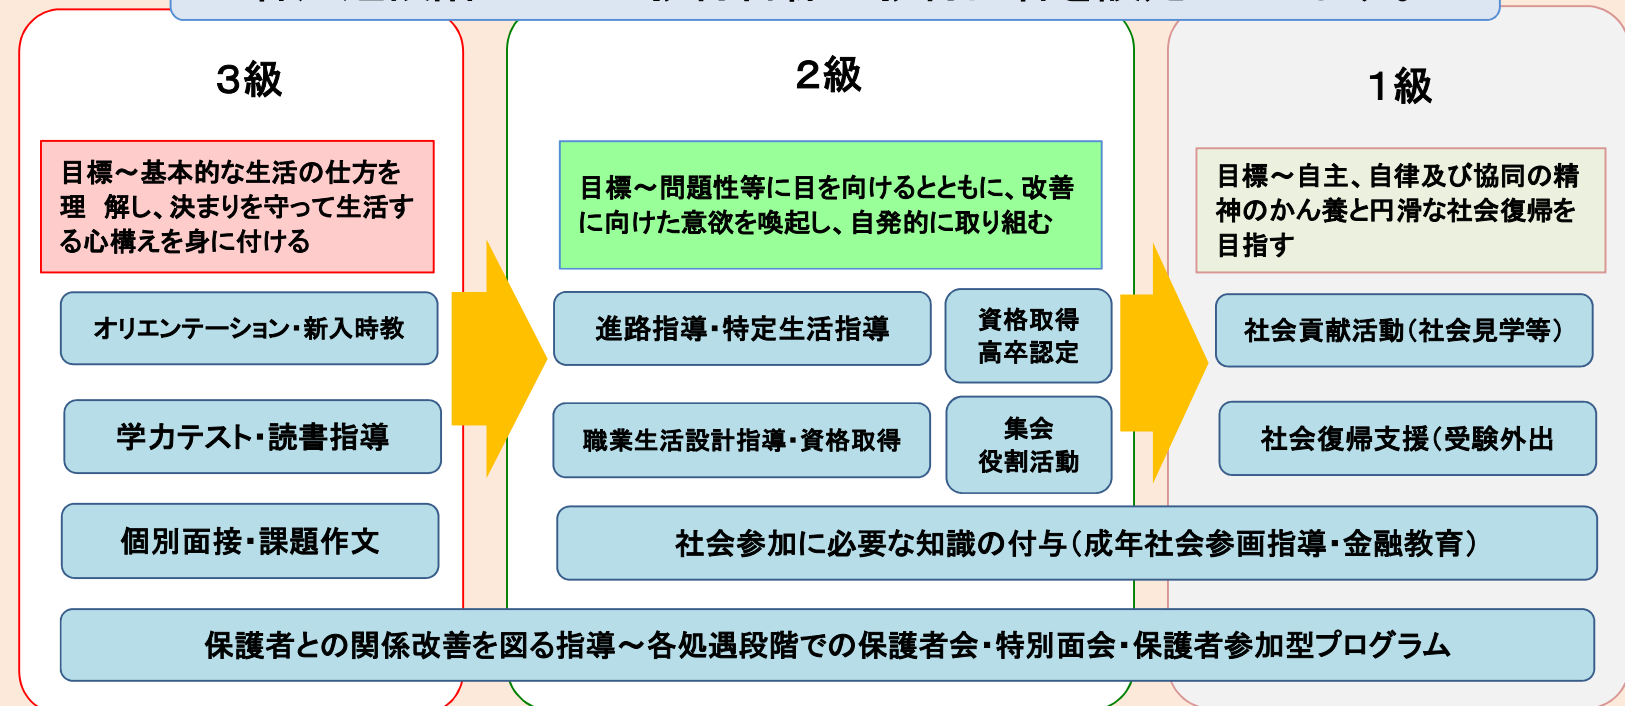 3級
目標～基本的な生活の仕方を
理　解し、決まりを守って生活す
る心構えを身に付ける
オリエンテーション・新入時教
学力テスト・読書指導
個別面接・課題作文
2級
目標～問題性等に目を向けるとともに、改善
に向けた意欲を喚起し、自発的に取り組む
進路指導・特定生活指導
資格取得
高卒認定
職業生活設計指導・資格取得
集会
役割活動
1級
目標～自主、自律及び協同の精
神のかん養と円滑な社会復帰を
目指す
社会貢献活動（社会見学等）
社会復帰支援（受験外出
社会参加に必要な知識の付与（成年社会参画指導・金融教育）
保護者との関係改善を図る指導～各処遇段階での保護者会・特別面会・保護者参加型プログラム